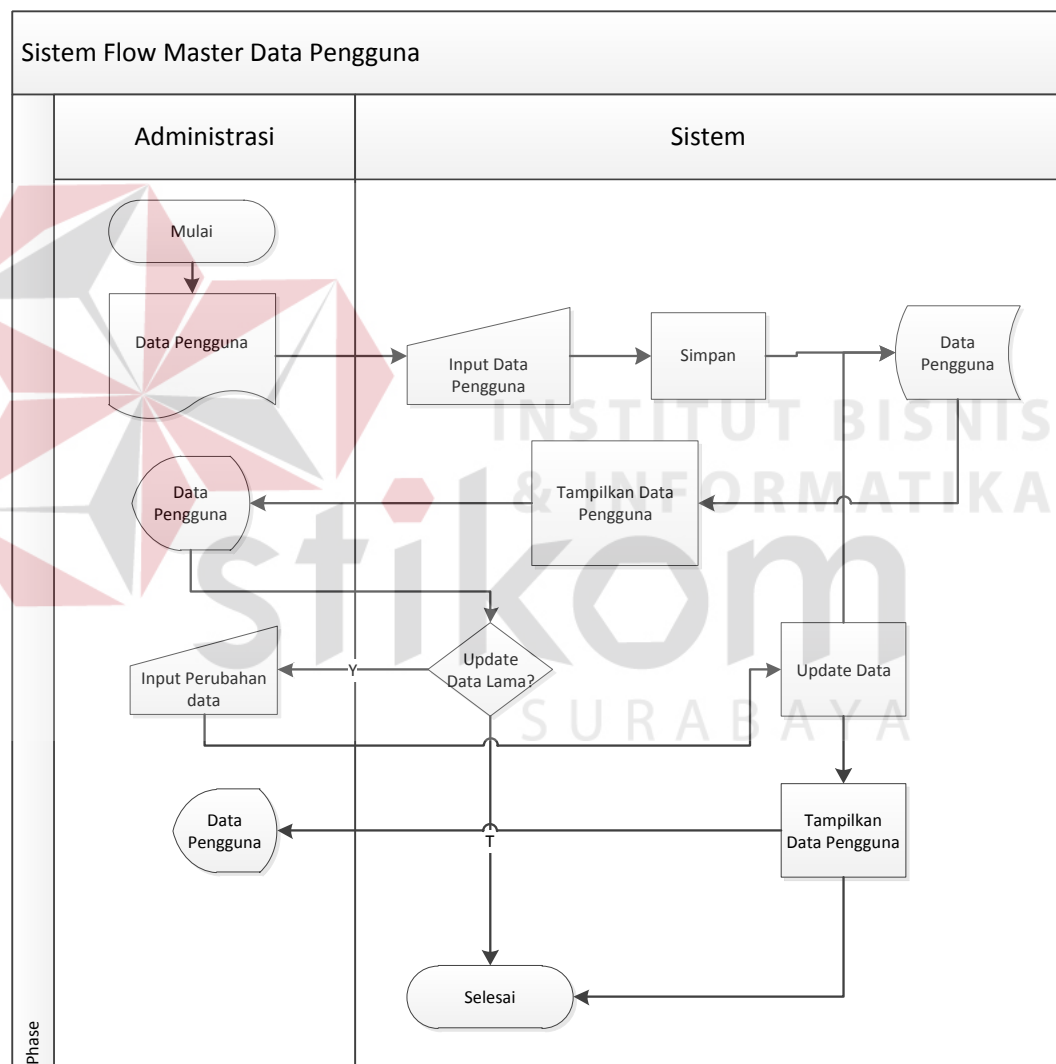 Sistem Flow Master Data Pengguna
Administrasi
Sistem
Mulai
Data Pengguna
Input Data
Pengguna
Simpan
Data
Pengguna
INSTITUT BISNIS
& INFORMATIKA
stikom
SURABAYA
Data
Pengguna
Tampilkan Data
Pengguna
Update
Data Lama?
Y
Input Perubahan
data
Update Data
Data
Pengguna
T
Tampilkan
Data Pengguna
Selesai
Phase